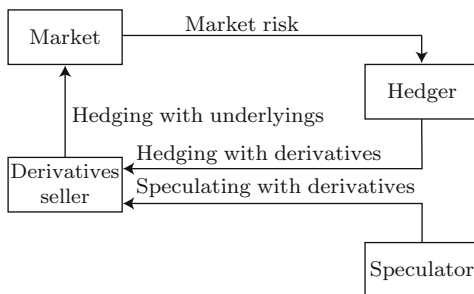 Market
Market risk
Hedger
Hedging with underlyings
Hedging with derivatives
Derivatives
seller
Speculating with derivatives
Speculator